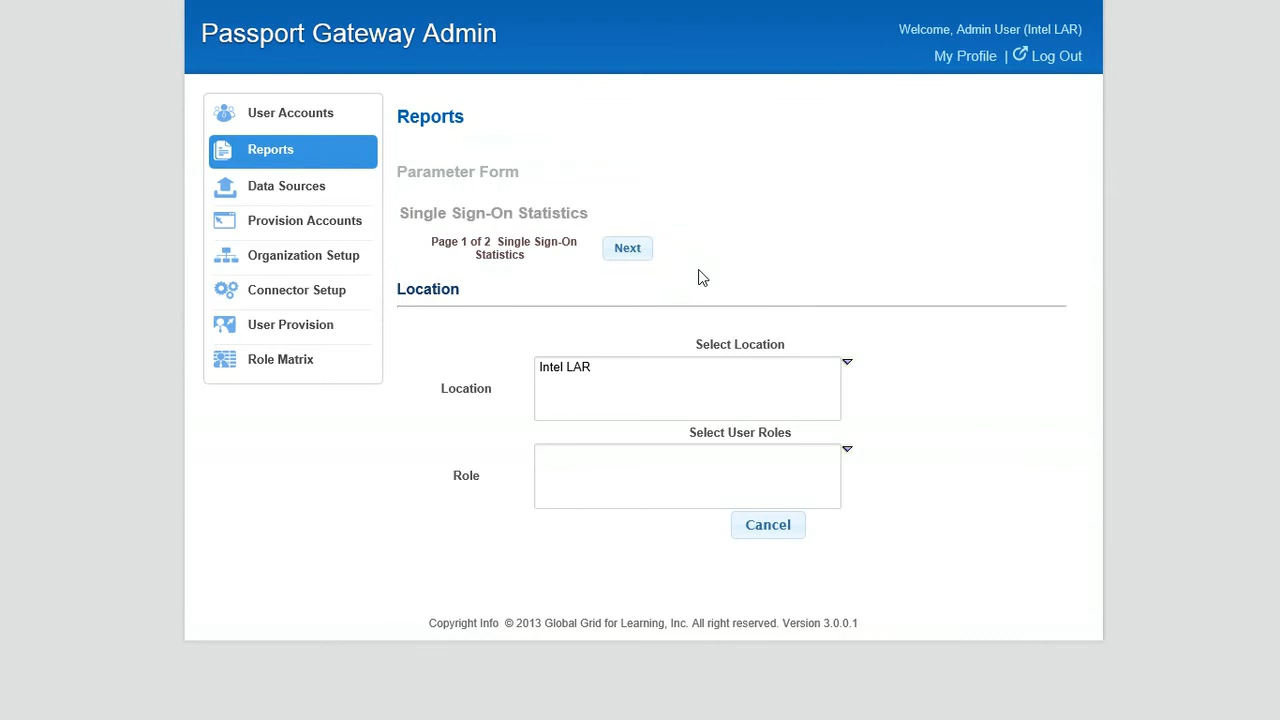 Passport Gateway Admin
Welcome, Admin User (Intel LAR)
My Profile | Log Out
User Accounts
Reports
Data Sources
Provision Accounts
Organization Setup
Connector Setup
User Provision
Role Matrix
Reports
Parameter Form
Single Sign-On Statistics
Page 1 of 2 Single Sign-On
Statistics
Next
Location
Select Location
Location
Intel LAR
Select User Roles
Role
Cancel
Copyright Info © 2013 Global Grid for Learning, Inc. All right reserved. Version 3.0.0.1